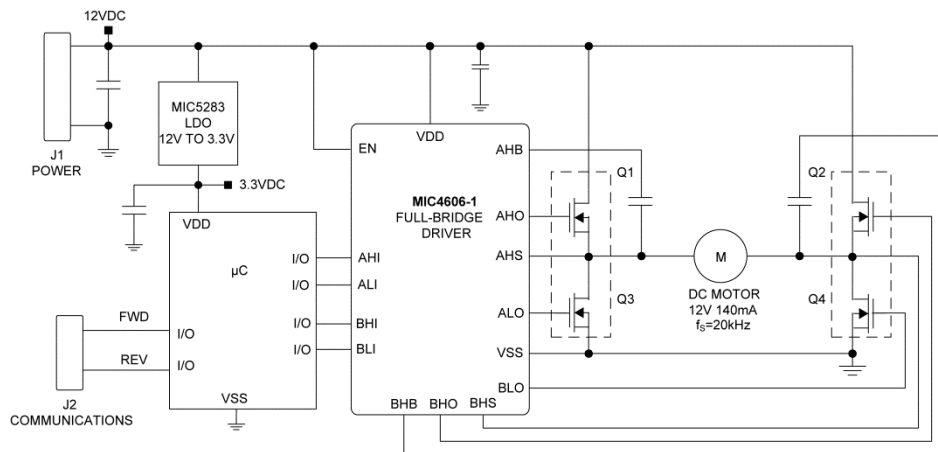 12VDC
J1
POWER
MIC5283
LDO
12V TO 3.3V
3.3VDC
VDD
µC
I/O
I/O
I/O
I/O
I/O
I/O
VSS
FWD
REV
J2
COMMUNICATIONS
VDD
EN
MIC4606-1
FULL-BRIDGE
DRIVER
AHI
ALI
BHI
BLI
AHB
AHO
AHS
ALO
VSS
BLO
BHB
BHO
BHS
Q1
Q3
M
DC MOTOR
12V 140mA
fS=20kHz
Q2
Q4